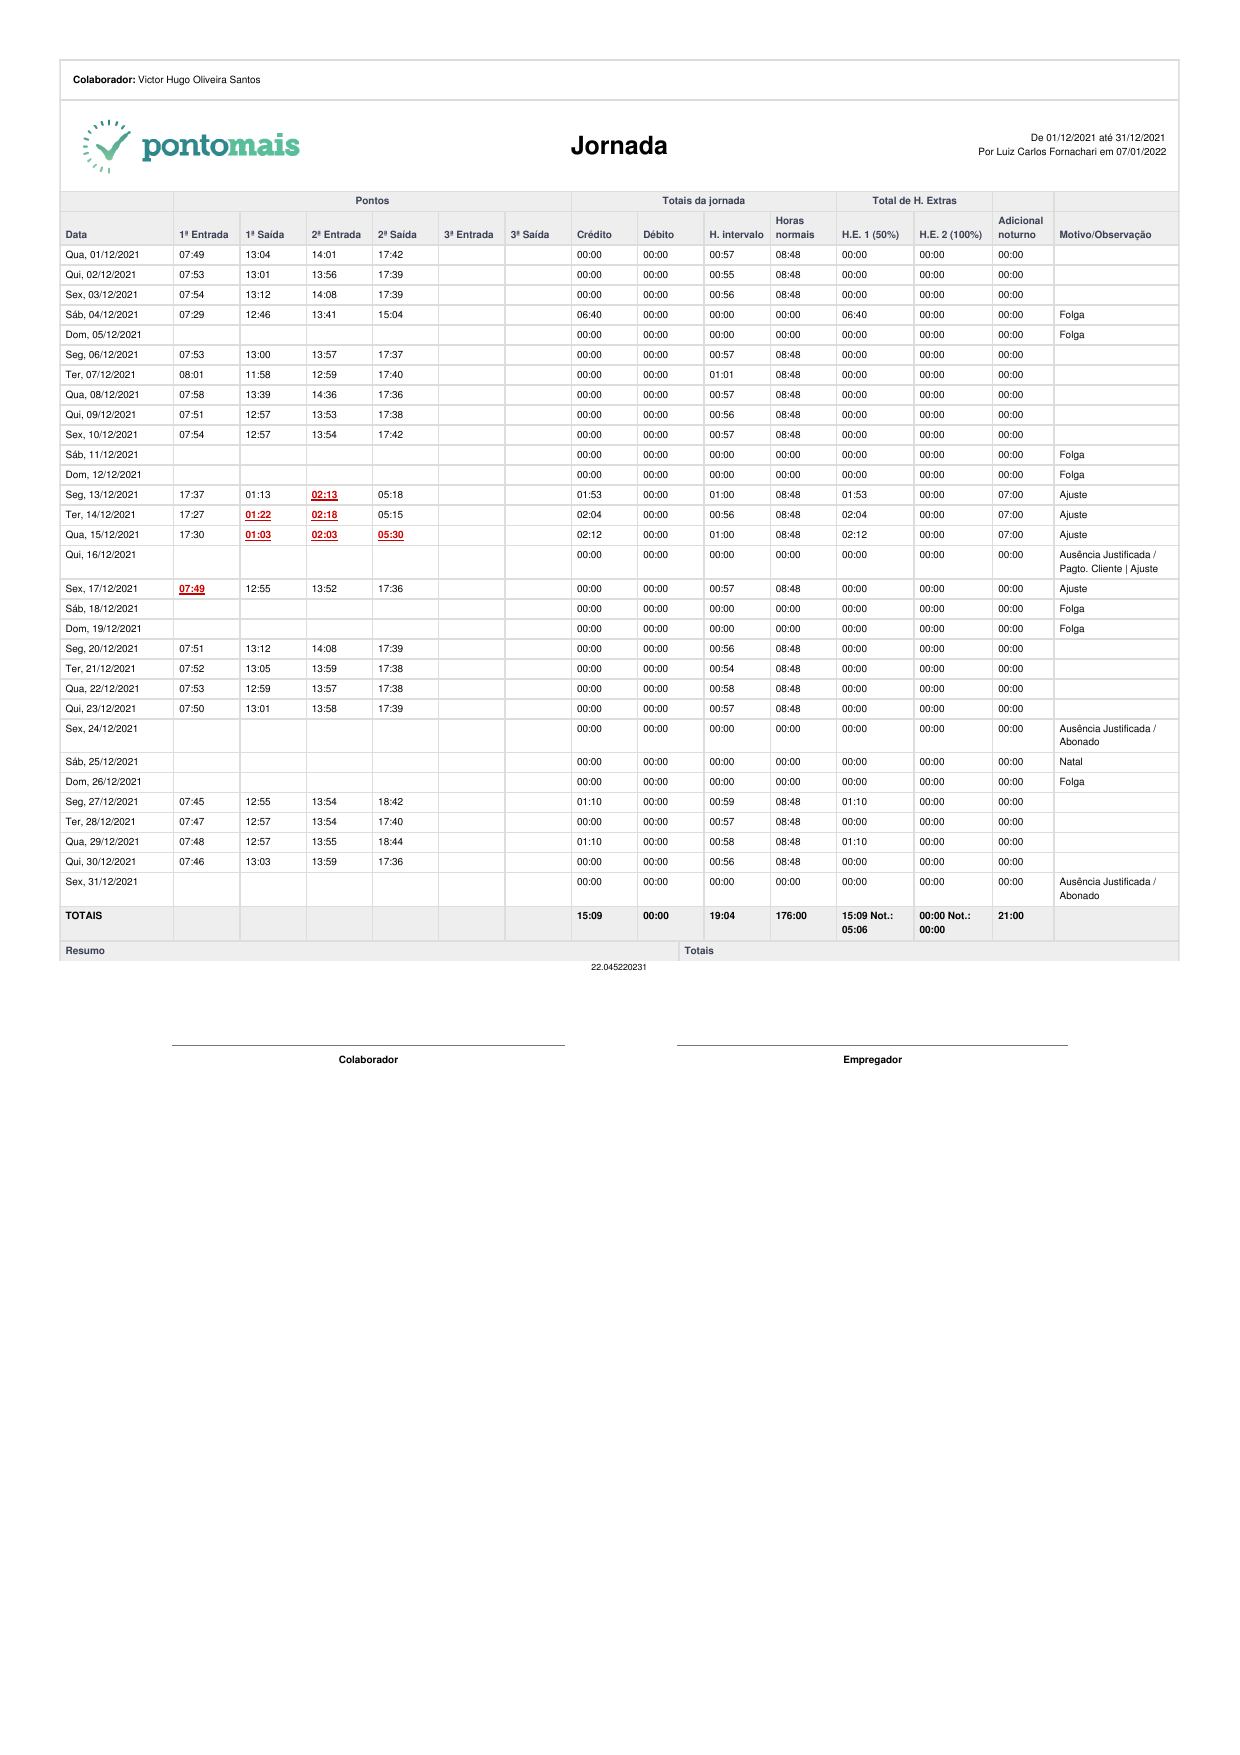 Colaborador: Victor Hugo Oliveira Santos
pontomais
Jornada
De 01/12/2021 até 31/12/2021
Por Luiz Carlos Fornachari em 07/01/2022
Pontos Totais da jornada Total de H. Extras
Data 1ª Entrada 1ª Saída 2ª Entrada 2ª Saída 3ª Entrada 3ª Saída Crédito Débito H. intervalo Horas normais H.E. 1 (50%) H.E. 2 (100%) Adicional noturno Motivo/Observação
Qua, 01/12/2021 07:49 13:04 14:01 17:42 00:00 00:00 00:57 08:48 00:00 00:00 00:00
Qui, 02/12/2021 07:53 13:01 13:56 17:39 00:00 00:00 00:55 08:48 00:00 00:00 00:00
Sex, 03/12/2021 07:54 13:12 14:08 17:39 00:00 00:00 00:56 08:48 00:00 00:00 00:00
Sáb, 04/12/2021 07:29 12:46 13:41 15:04 06:40 00:00 00:00 00:00 06:40 00:00 00:00 Folga
Dom, 05/12/2021 00:00 00:00 00:00 00:00 00:00 00:00 00:00 Folga
Seg, 06/12/2021 07:53 13:00 13:57 17:37 00:00 00:00 00:57 08:48 00:00 00:00 00:00
Ter, 07/12/2021 08:01 11:58 12:59 17:40 00:00 00:00 01:01 08:48 00:00 00:00 00:00
Qua, 08/12/2021 07:58 13:39 14:36 17:36 00:00 00:00 00:57 08:48 00:00 00:00 00:00
Qui, 09/12/2021 07:51 12:57 13:53 17:38 00:00 00:00 00:56 08:48 00:00 00:00 00:00
Sex, 10/12/2021 07:54 12:57 13:54 17:42 00:00 00:00 00:57 08:48 00:00 00:00 00:00
Sáb, 11/12/2021 00:00 00:00 00:00 00:00 00:00 00:00 00:00 Folga
Dom, 12/12/2021 00:00 00:00 00:00 00:00 00:00 00:00 00:00 Folga
Seg, 13/12/2021 17:37 01:13 02:13 05:18 01:53 00:00 01:00 08:48 01:53 00:00 07:00 Ajuste
Ter, 14/12/2021 17:27 01:22 02:18 05:15 02:04 00:00 00:56 08:48 02:04 00:00 07:00 Ajuste
Qua, 15/12/2021 17:30 01:03 02:03 05:30 02:12 00:00 01:00 08:48 02:12 00:00 07:00 Ajuste
Qui, 16/12/2021 00:00 00:00 00:00 00:00 00:00 00:00 00:00 Ausência Justificada /
Pagto. Cliente | Ajuste
Sex, 17/12/2021 07:49 12:55 13:52 17:36 00:00 00:00 00:57 08:48 00:00 00:00 00:00 Ajuste
Sáb, 18/12/2021 00:00 00:00 00:00 00:00 00:00 00:00 00:00 Folga
Dom, 19/12/2021 00:00 00:00 00:00 00:00 00:00 00:00 00:00 Folga
Seg, 20/12/2021 07:51 13:12 14:08 17:39 00:00 00:00 00:56 08:48 00:00 00:00 00:00
Ter, 21/12/2021 07:52 13:05 13:59 17:38 00:00 00:00 00:54 08:48 00:00 00:00 00:00
Qua, 22/12/2021 07:53 12:59 13:57 17:38 00:00 00:00 00:58 08:48 00:00 00:00 00:00
Qui, 23/12/2021 07:50 13:01 13:58 17:39 00:00 00:00 00:57 08:48 00:00 00:00 00:00
Sex, 24/12/2021 00:00 00:00 00:00 00:00 00:00 00:00 00:00 Ausência Justificada /
Abonado
Sáb, 25/12/2021 00:00 00:00 00:00 00:00 00:00 00:00 00:00 Natal
Dom, 26/12/2021 00:00 00:00 00:00 00:00 00:00 00:00 00:00 Folga
Seg, 27/12/2021 07:45 12:55 13:54 18:42 01:10 00:00 00:59 08:48 01:10 00:00 00:00
Ter, 28/12/2021 07:47 12:57 13:54 17:40 00:00 00:00 00:57 08:48 00:00 00:00 00:00
Qua, 29/12/2021 07:48 12:57 13:55 18:44 01:10 00:00 00:58 08:48 01:10 00:00 00:00
Qui, 30/12/2021 07:46 13:03 13:59 17:36 00:00 00:00 00:56 08:48 00:00 00:00 00:00
Sex, 31/12/2021 00:00 00:00 00:00 00:00 00:00 00:00 00:00 Ausência Justificada /
Abonado
TOTAIS 15:09 00:00 19:04 176:00 15:09 Not.: 00:00 Not.: 21:00
05:06 00:00
Resumo Totais
22.045220231
Colaborador Empregador